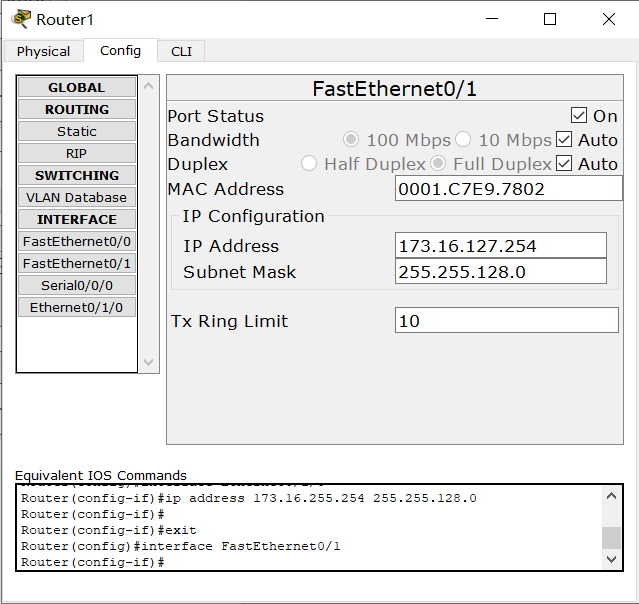 Router1
Physical Config CLI
GLOBAL
ROUTING
Static
RIP
SWITCHING
VLAN Database
INTERFACE
FastEthernet0/0
FastEthernet0/1
Serial0/0/0
Ethernet0/1/0
FastEthernet0/1
Port Status On
Bandwidth 100 Mbps 10 Mbps Auto
Duplex Half Duplex Full Duplex Auto
MAC Address 0001.C7E9.7802
IP Configuration
IP Address 173.16.127.254
Subnet Mask 255.255.128.0
Tx Ring Limit 10
Equivalent IOS Commands
Router(config-if)#ip address 173.16.255.254 255.255.128.0
Router(config-if)#
Router(config-if)#exit
Router(config)#interface FastEthernet0/1
Router(config-if)#